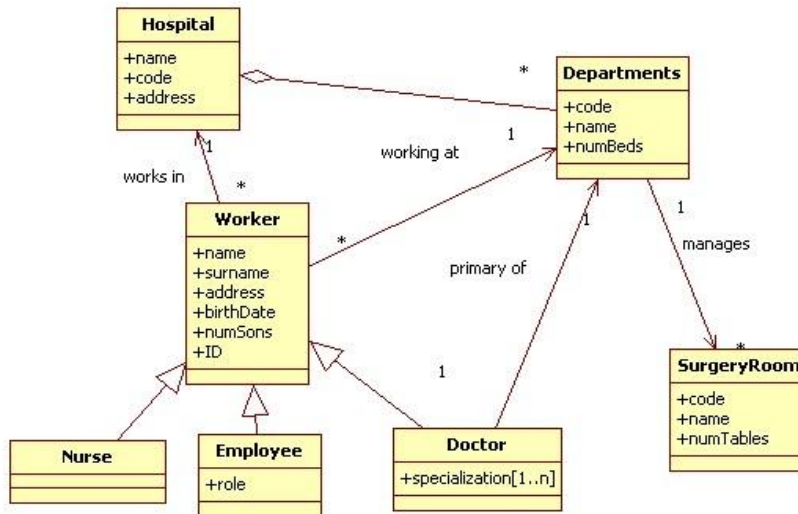 Hospital
+name
+code
+address
*
Departments
+code
+name
+numBeds
1
works in
*
working at
1
*
Worker
+name
+surname
+address
+birthDate
+numSons
+ID
primary of
1
1
manages
*
1
SurgeryRoom
+code
+name
+numTables
Nurse
Employee
+role
Doctor
+specialization[1..n]